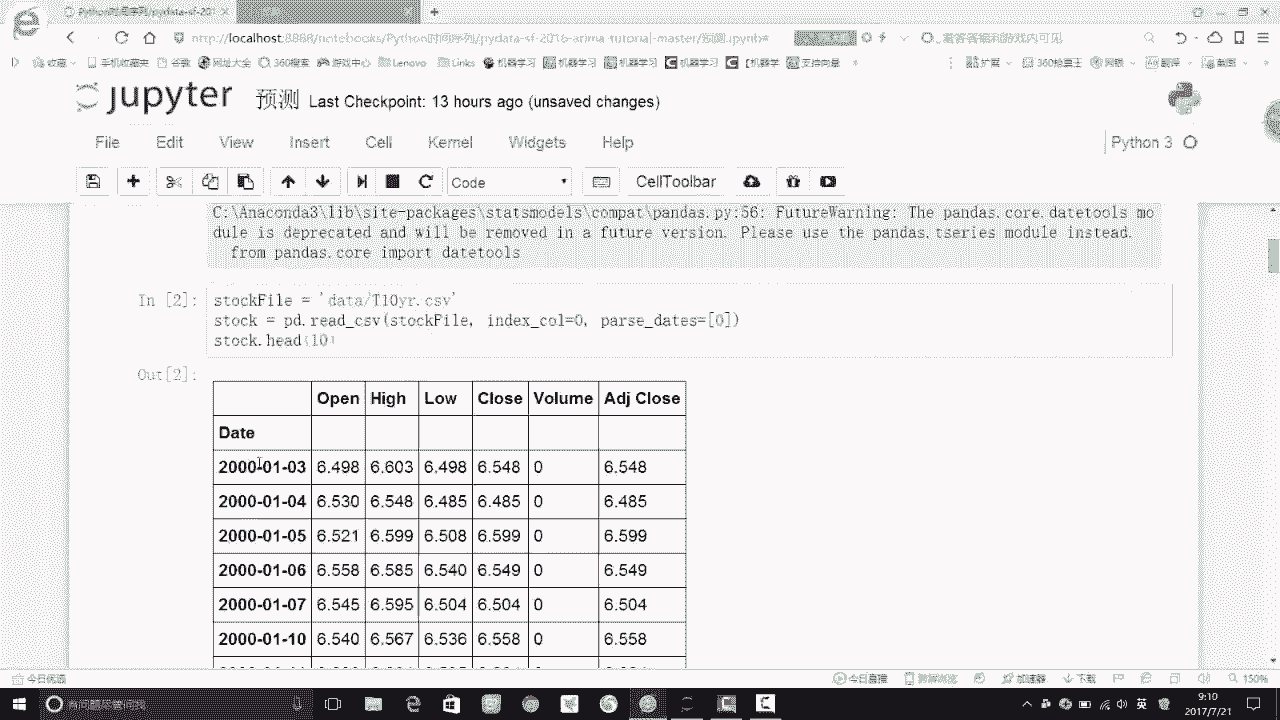 Python时间序列/pydata-sf-201
http://localhost:8888/notebooks/Python时间序列/pydata-sf-2016-arima-tutorial-master/预测.ipynb#
收藏 手机收藏夹 谷歌 网址大全 360搜索 游戏中心 Lenovo Links 机器学习 机器学习 机器学习 机器学习 【机器学 支持向量 扩展
jupyter 预测 Last Checkpoint: 13 hours ago (unsaved changes)
File Edit View Insert Cell Kernel Widgets Help
Python 3
Code CellToolbar
C:\Anaconda3\lib\site-packages\statsmodels\compat\pandas.py:56: FutureWarning: The pandas.core.datetools mo
dule is deprecated and will be removed in a future version. Please use the pandas.tseries module instead.
from pandas.core import datetools
In [2]: stockFile = 'data/T10yr.csv'
stock = pd.read_csv(stockFile, index_col=0, parse_dates=[0])
stock.head(10)
Out[2]:
Open High Low Close Volume Adj Close
Date
2000-01-03 6.498 6.603 6.498 6.548 0 6.548
2000-01-04 6.530 6.548 6.485 6.485 0 6.485
2000-01-05 6.521 6.599 6.508 6.599 0 6.599
2000-01-06 6.558 6.585 6.540 6.549 0 6.549
2000-01-07 6.545 6.595 6.504 6.504 0 6.504
2000-01-10 6.540 6.567 6.536 6.558 0 6.558
今日优选 今日直播 加速器 下载 150%
英 9:10
2017/7/21